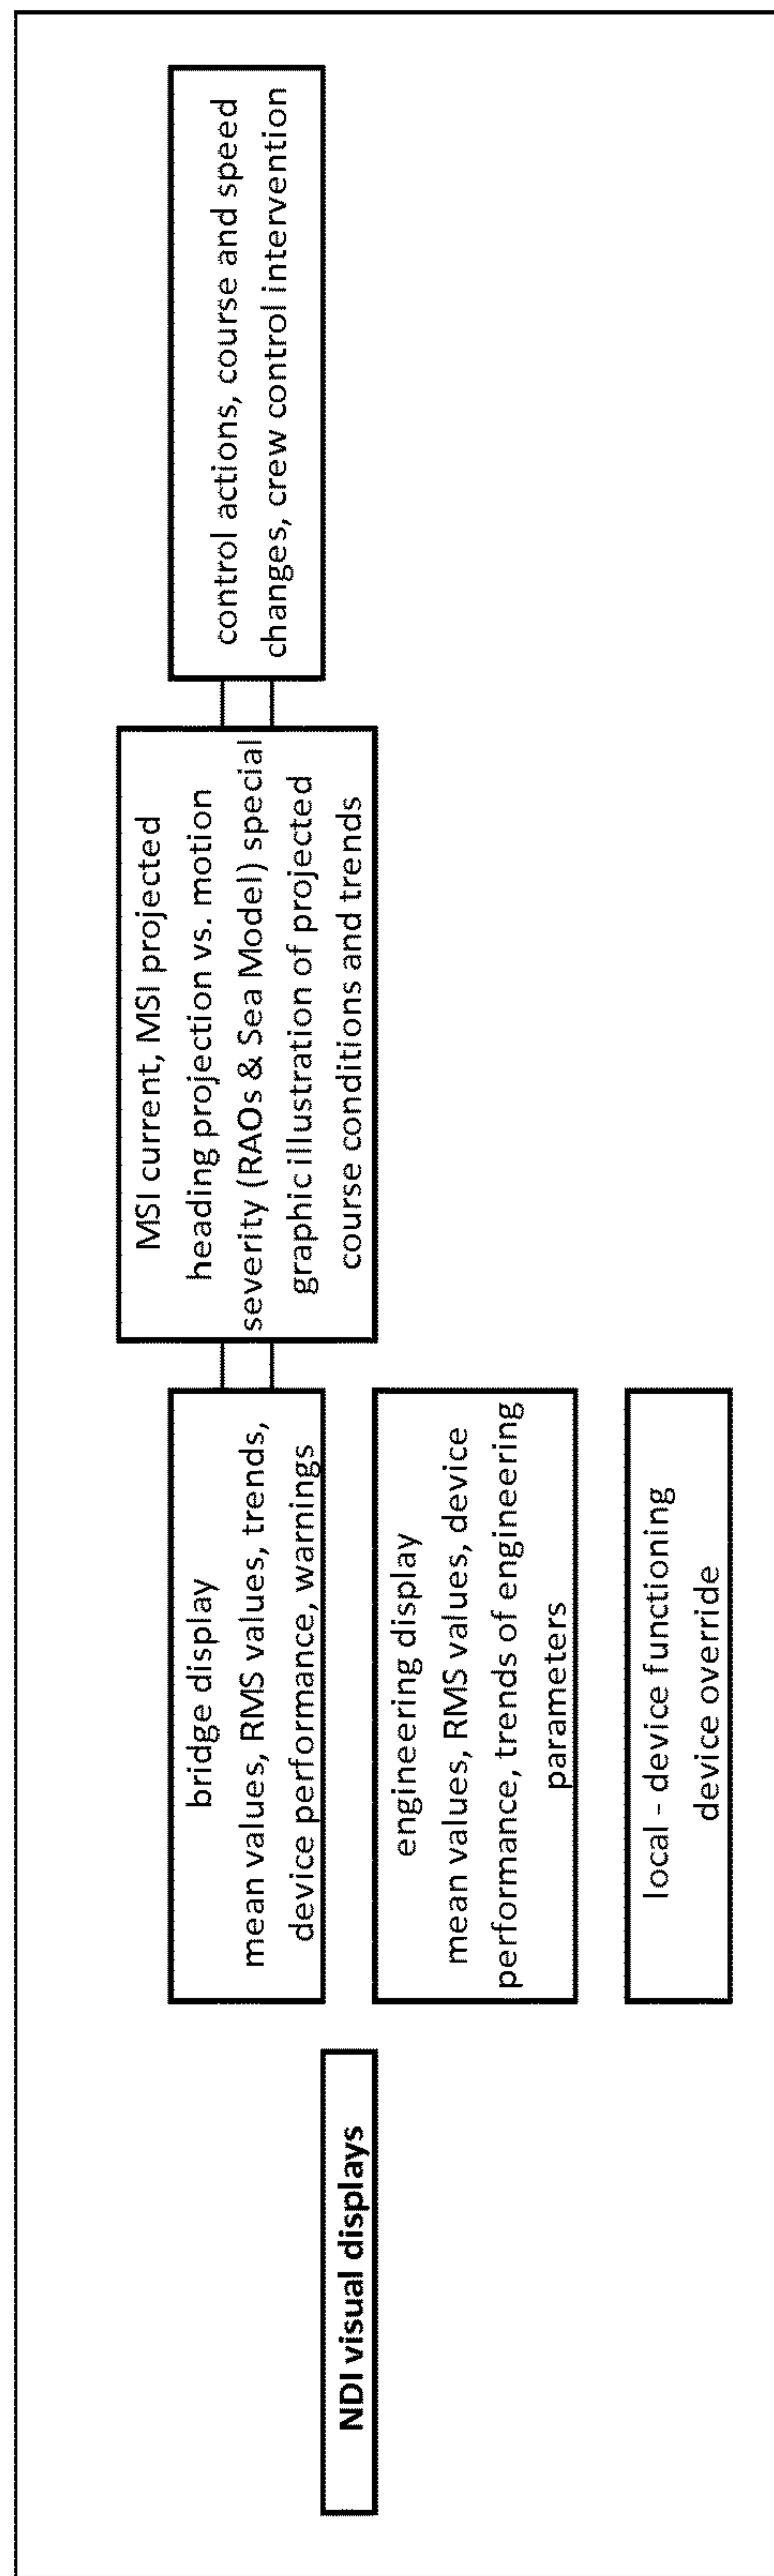 NDI visual displays
bridge display
mean values, RMS values, trends,
device performance, warnings
engineering display
mean values, RMS values, device
performance, trends of engineering
parameters
local - device functioning
device override
MSI current, MSI projected
heading projection vs. motion
severity (RAOs & Sea Model) special
graphic illustration of projected
course conditions and trends
control actions, course and speed
changes, crew control intervention